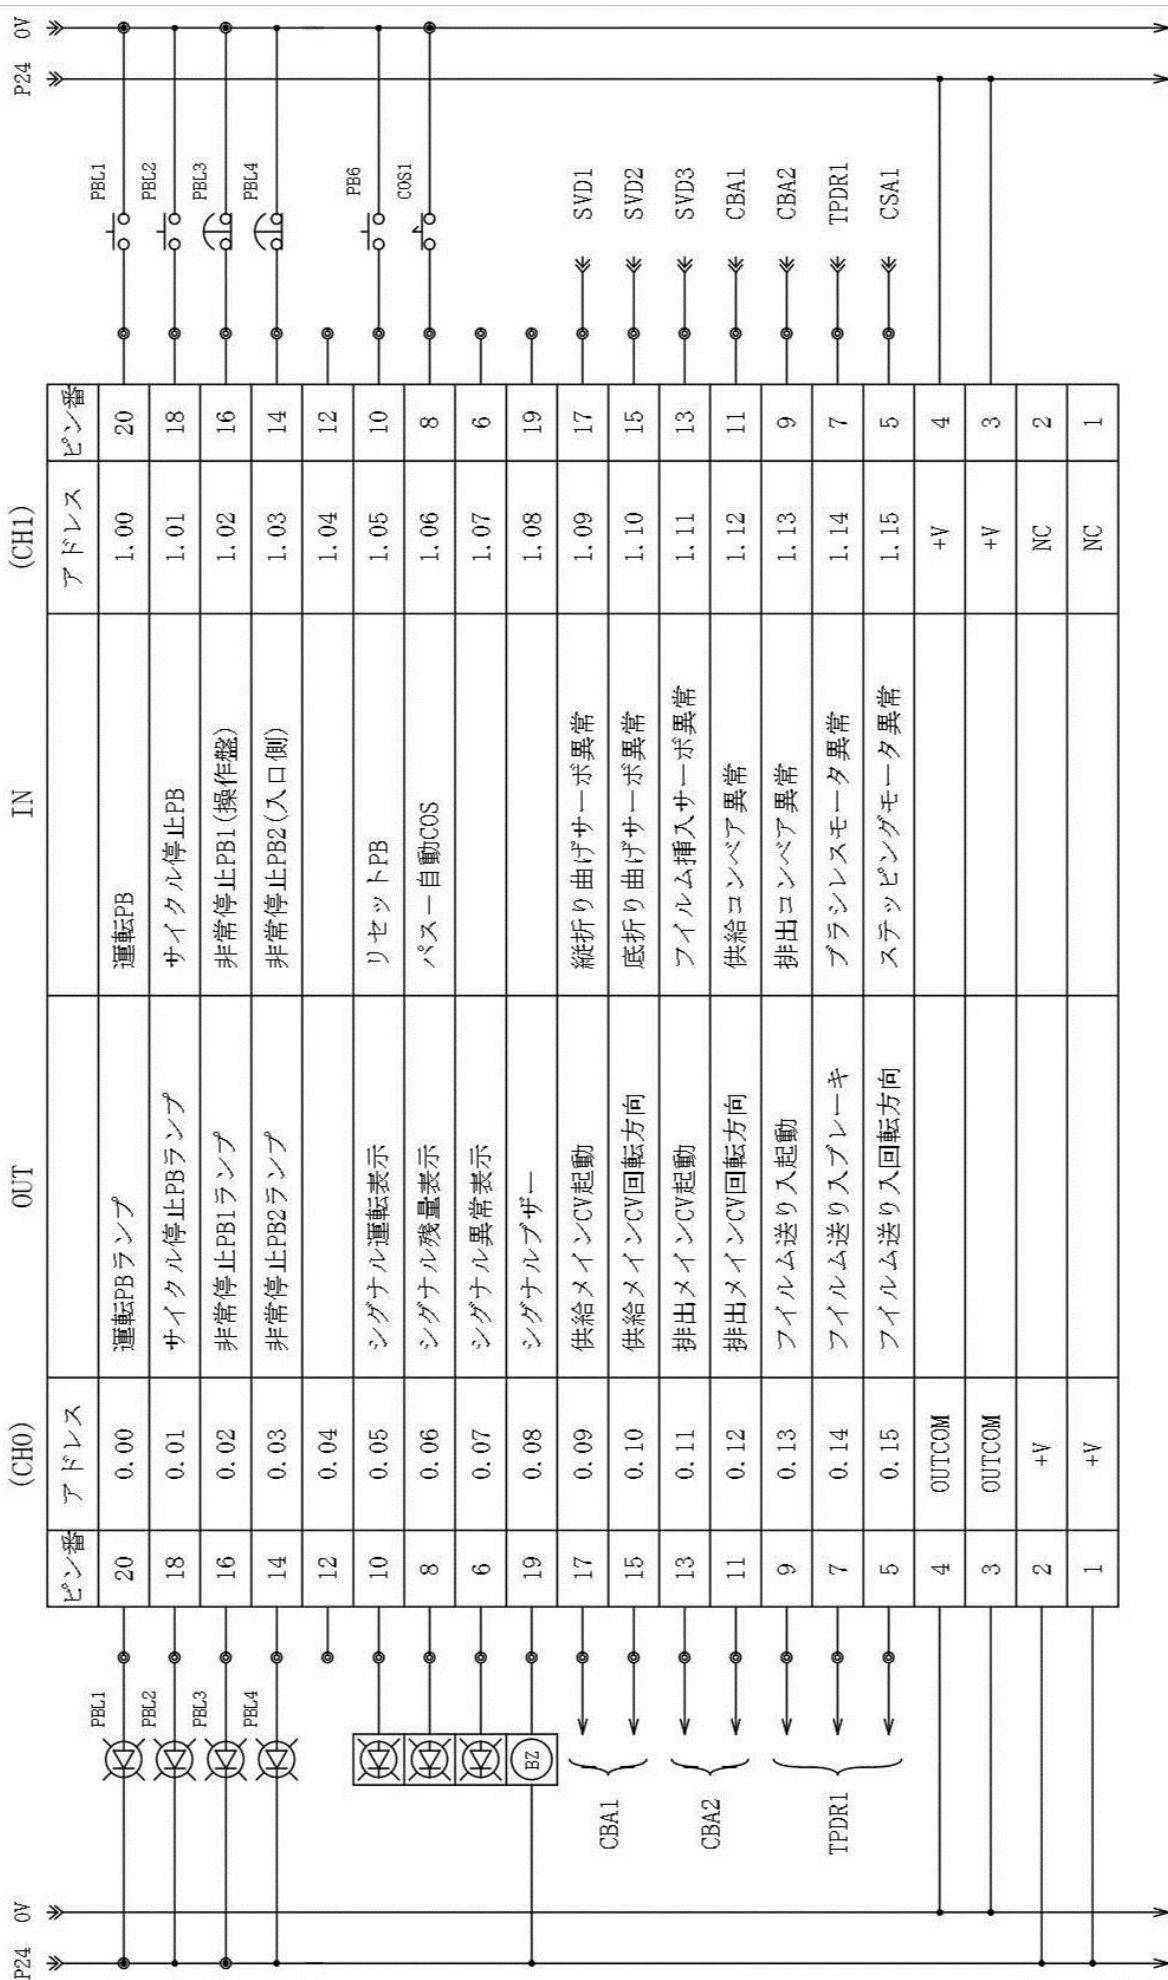 (CH0) OUT IN (CH1)
P24 0V 0V P24
ピン番 アドレス アドレス ピン番
PBL1 20 0.00 運転PBランプ 運転PB 1.00 20 PBL1
PBL2 18 0.01 サイクル停止PBランプ サイクル停止PB 1.01 18 PBL2
PBL3 16 0.02 非常停止PB1ランプ 非常停止PB1(操作盤) 1.02 16 PBL3
PBL4 14 0.03 非常停止PB2ランプ 非常停止PB2(入口側) 1.03 14 PBL4
12 0.04 1.04 12
10 0.05 シグナル運転表示 リセットPB 1.05 10 PB6
8 0.06 シグナル残量表示 パスー自動COS 1.06 8 COS1
6 0.07 シグナル異常表示 1.07 6
BZ 19 0.08 シグナルブザー 1.08 19
CBA1 17 0.09 供給メインCV起動 縦折り曲げサーボ異常 1.09 17 SVD1
15 0.10 供給メインCV回転方向 底折り曲げサーボ異常 1.10 15 SVD2
CBA2 13 0.11 排出メインCV起動 フイルム挿入サーボ異常 1.11 13 SVD3
11 0.12 排出メインCV回転方向 供給コンベア異常 1.12 11 CBA1
TPDR1 9 0.13 フイルム送り入起動 排出コンベア異常 1.13 9 CBA2
7 0.14 フイルム送り入ブレーキ ブラシレスモータ異常 1.14 7 TPDR1
5 0.15 フイルム送り入回転方向 ステッピングモータ異常 1.15 5 CSA1
4 OUTCOM +V 4
3 OUTCOM +V 3
2 +V NC 2
1 +V NC 1